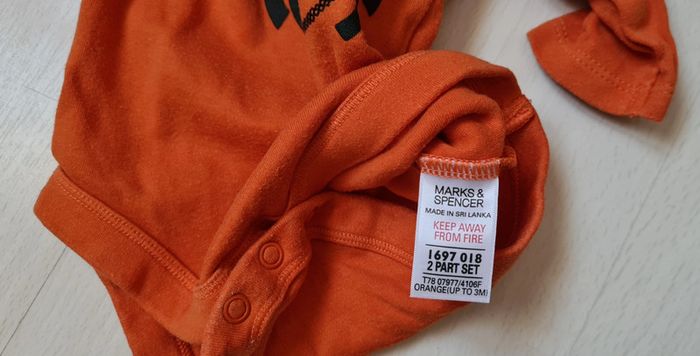 MARKS &
SPENCER
MADE IN SRI LANKA
KEEP AWAY
FROM FIRE
1697 018
2 PART SET
T78 07977/4106F
ORANGE(UP TO 3M)